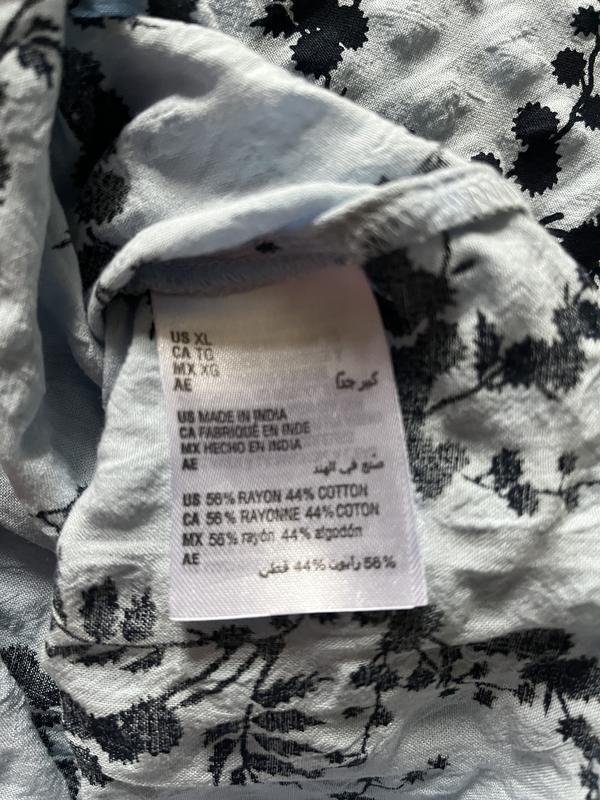 US XL
CA TG
MX XG
AE كبير جدًا
US MADE IN INDIA
CA FABRIQUÉ EN INDE
MX HECHO EN INDIA
AE صنع في الهند
US 56% RAYON 44% COTTON
CA 56% RAYONNE 44% COTON
MX 56% rayón 44% algodón
AE 56% رايون 44% قطن